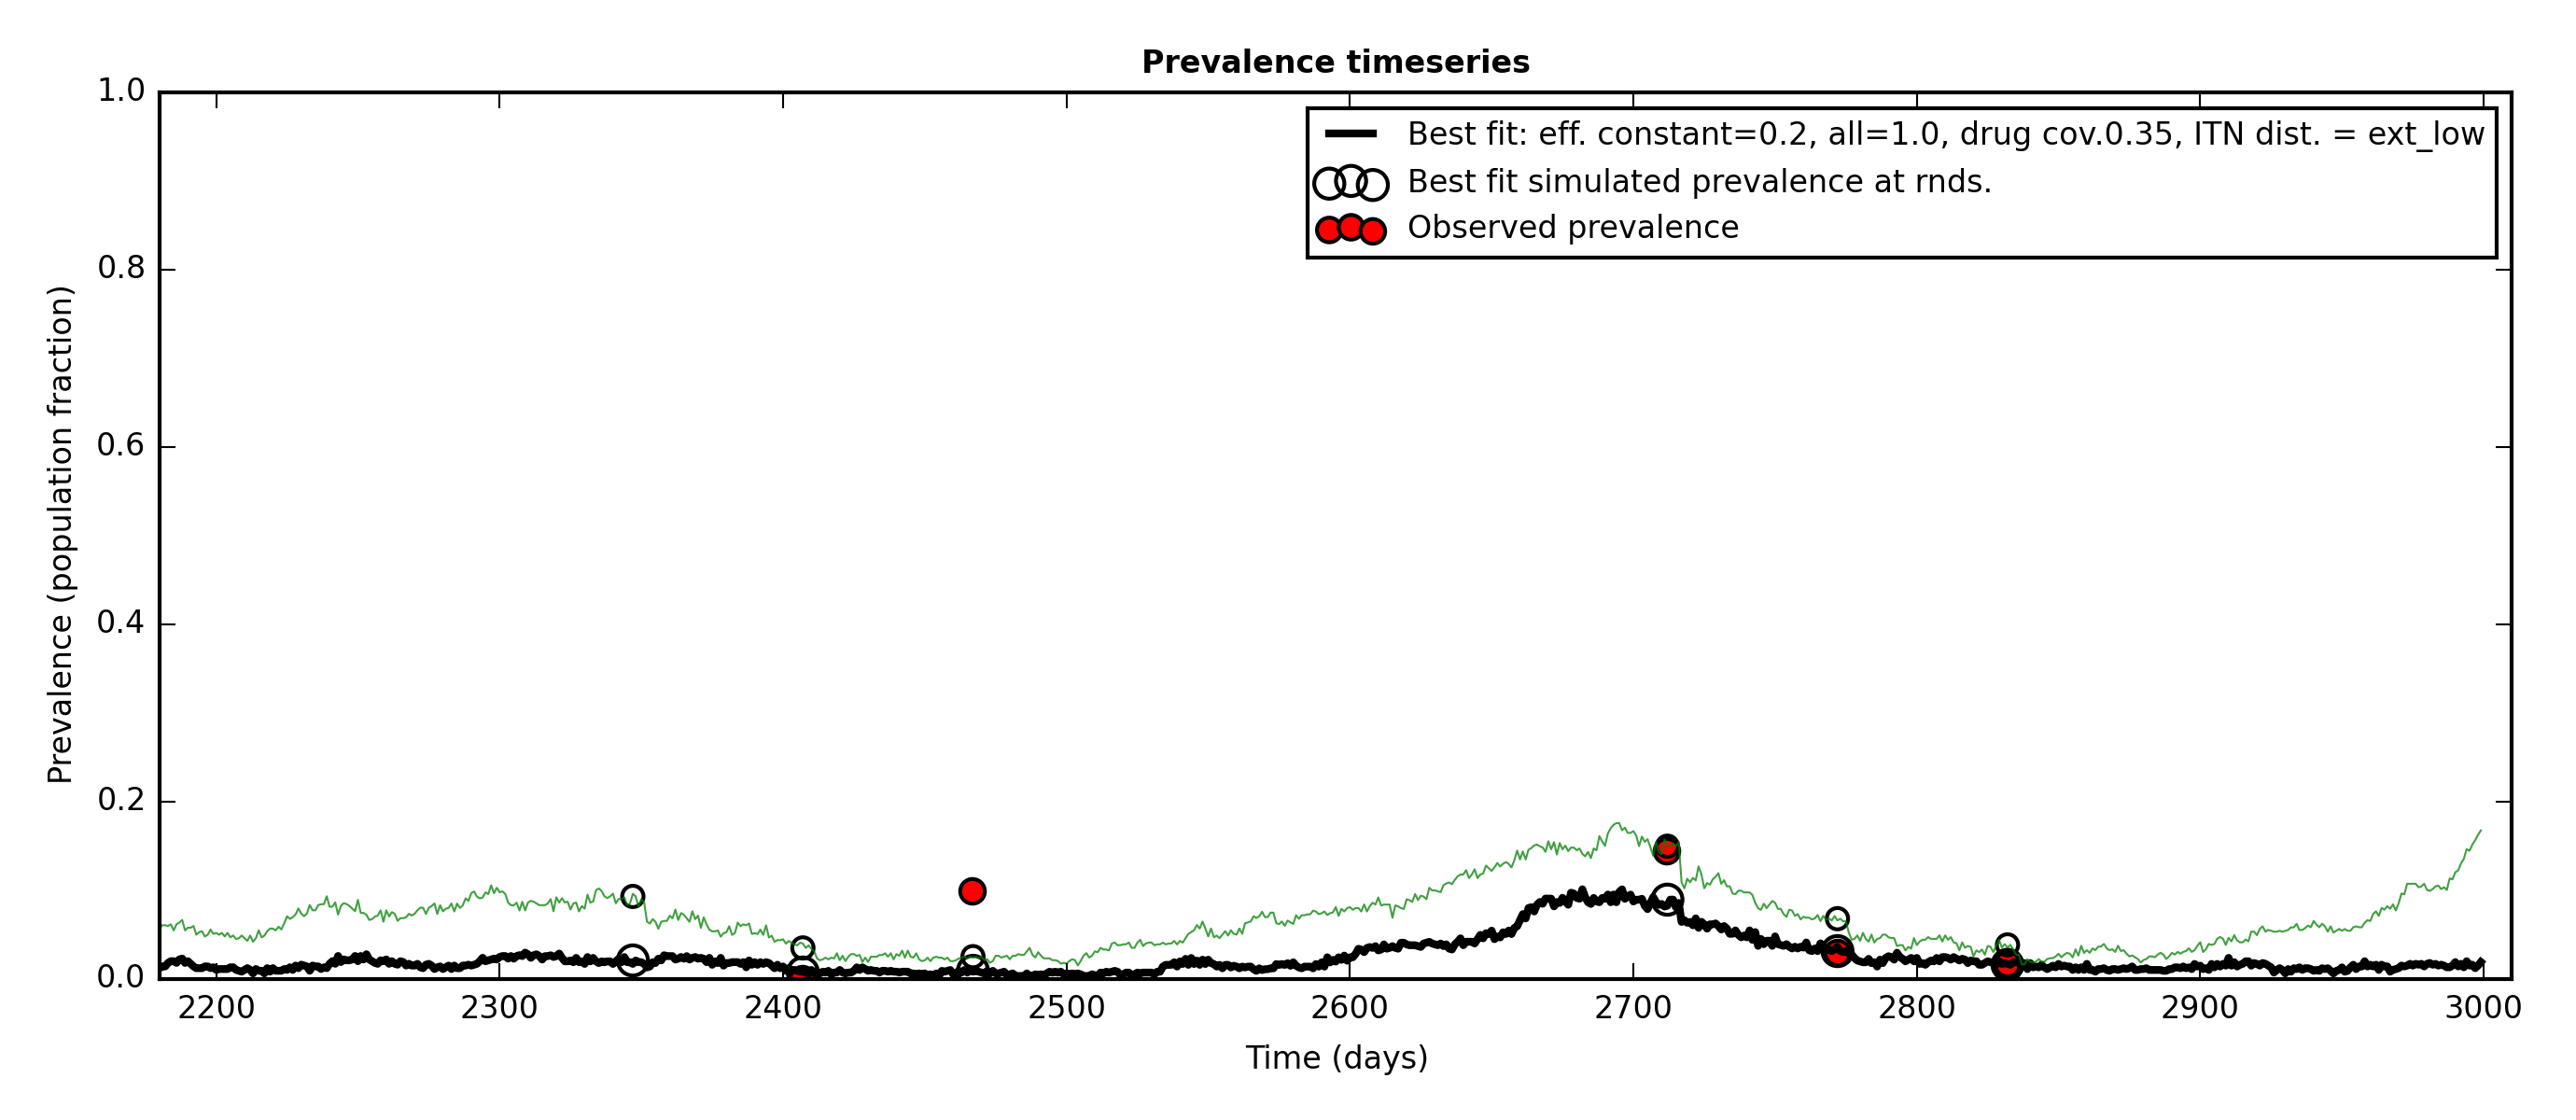 Prevalence timeseries
1.0
0.8
0.6
0.4
0.2
0.0
Prevalence (population fraction)
Best fit: eff. constant=0.2, all=1.0, drug cov.0.35, ITN dist. = ext_low
Best fit simulated prevalence at rnds.
Observed prevalence
2200 2300 2400 2500 2600 2700 2800 2900 3000
Time (days)